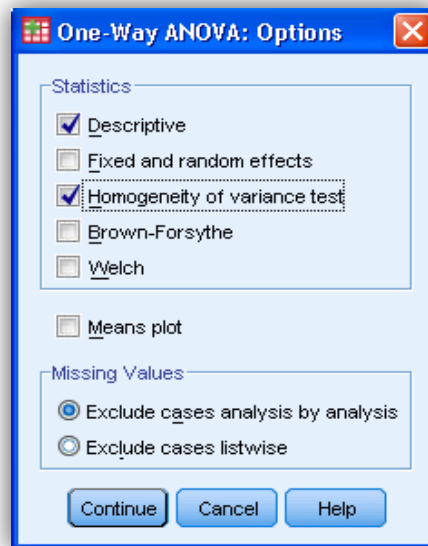 One-Way ANOVA: Options
Statistics
Descriptive
Fixed and random effects
Homogeneity of variance test
Brown-Forsythe
Welch
Means plot
Missing Values
Exclude cases analysis by analysis
Exclude cases listwise
Continue Cancel Help